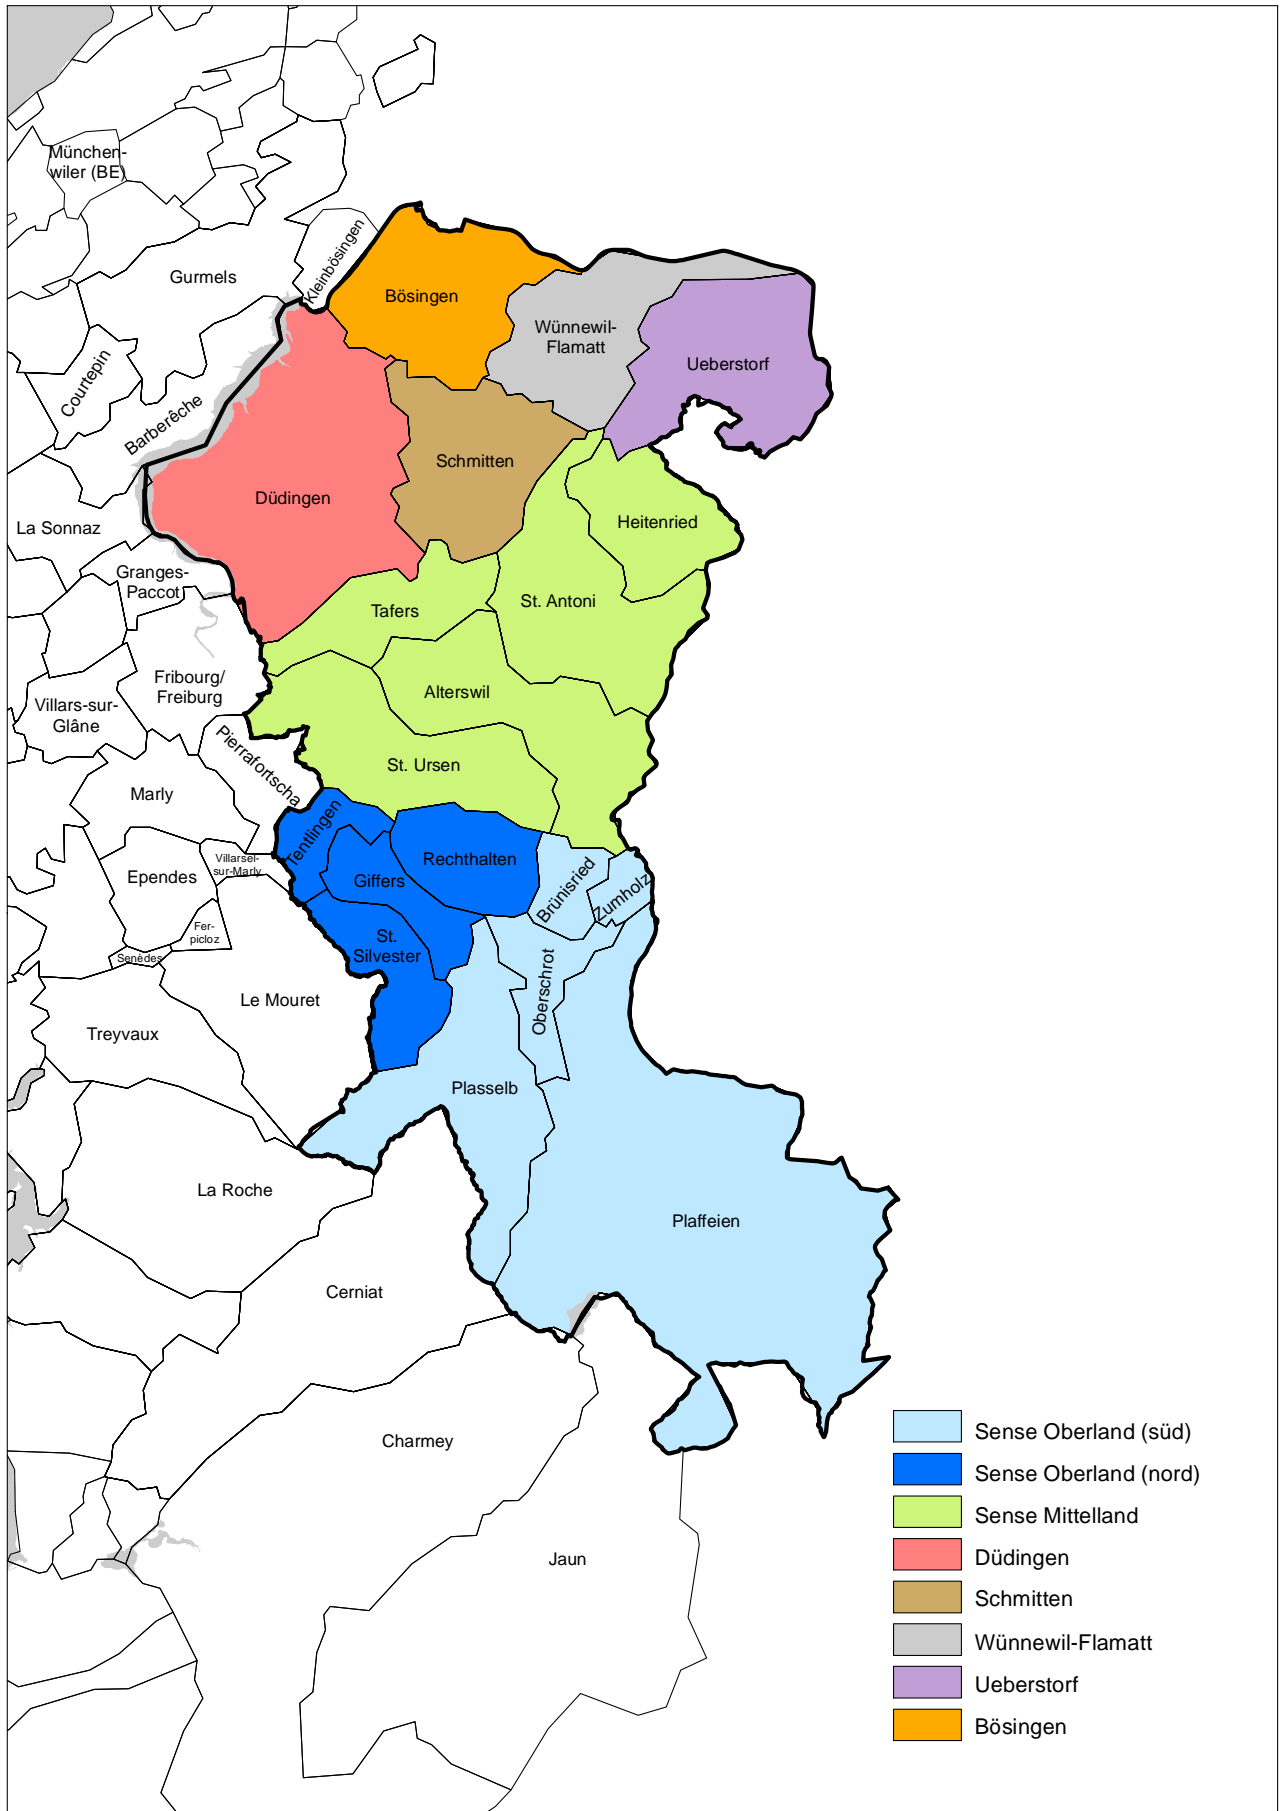 München-
wiler (BE)
Kleinbösingen
Gurmels
Bösingen
Wünnewil-
Flamatt
Ueberstorf
Courtepin
Barberêche
Schmitten
Düdingen
Heitenried
La Sonnaz
Granges-
Paccot
St. Antoni
Tafers
Fribourg/
Freiburg
Alterswil
Villars-sur-
Glâne
Pierrafortscha
St. Ursen
Marly
Tentlingen
Rechthalten
Villarsel-
sur-Marly
Ependes
Giffers
Brünisried
Zumholz
Fer-
picloz
St.
Silvester
Senèdes
Oberschrot
Le Mouret
Treyvaux
Plasselb
La Roche
Plaffeien
Cerniat
Charmey
Jaun
Sense Oberland (süd)
Sense Oberland (nord)
Sense Mittelland
Düdingen
Schmitten
Wünnewil-Flamatt
Ueberstorf
Bösingen